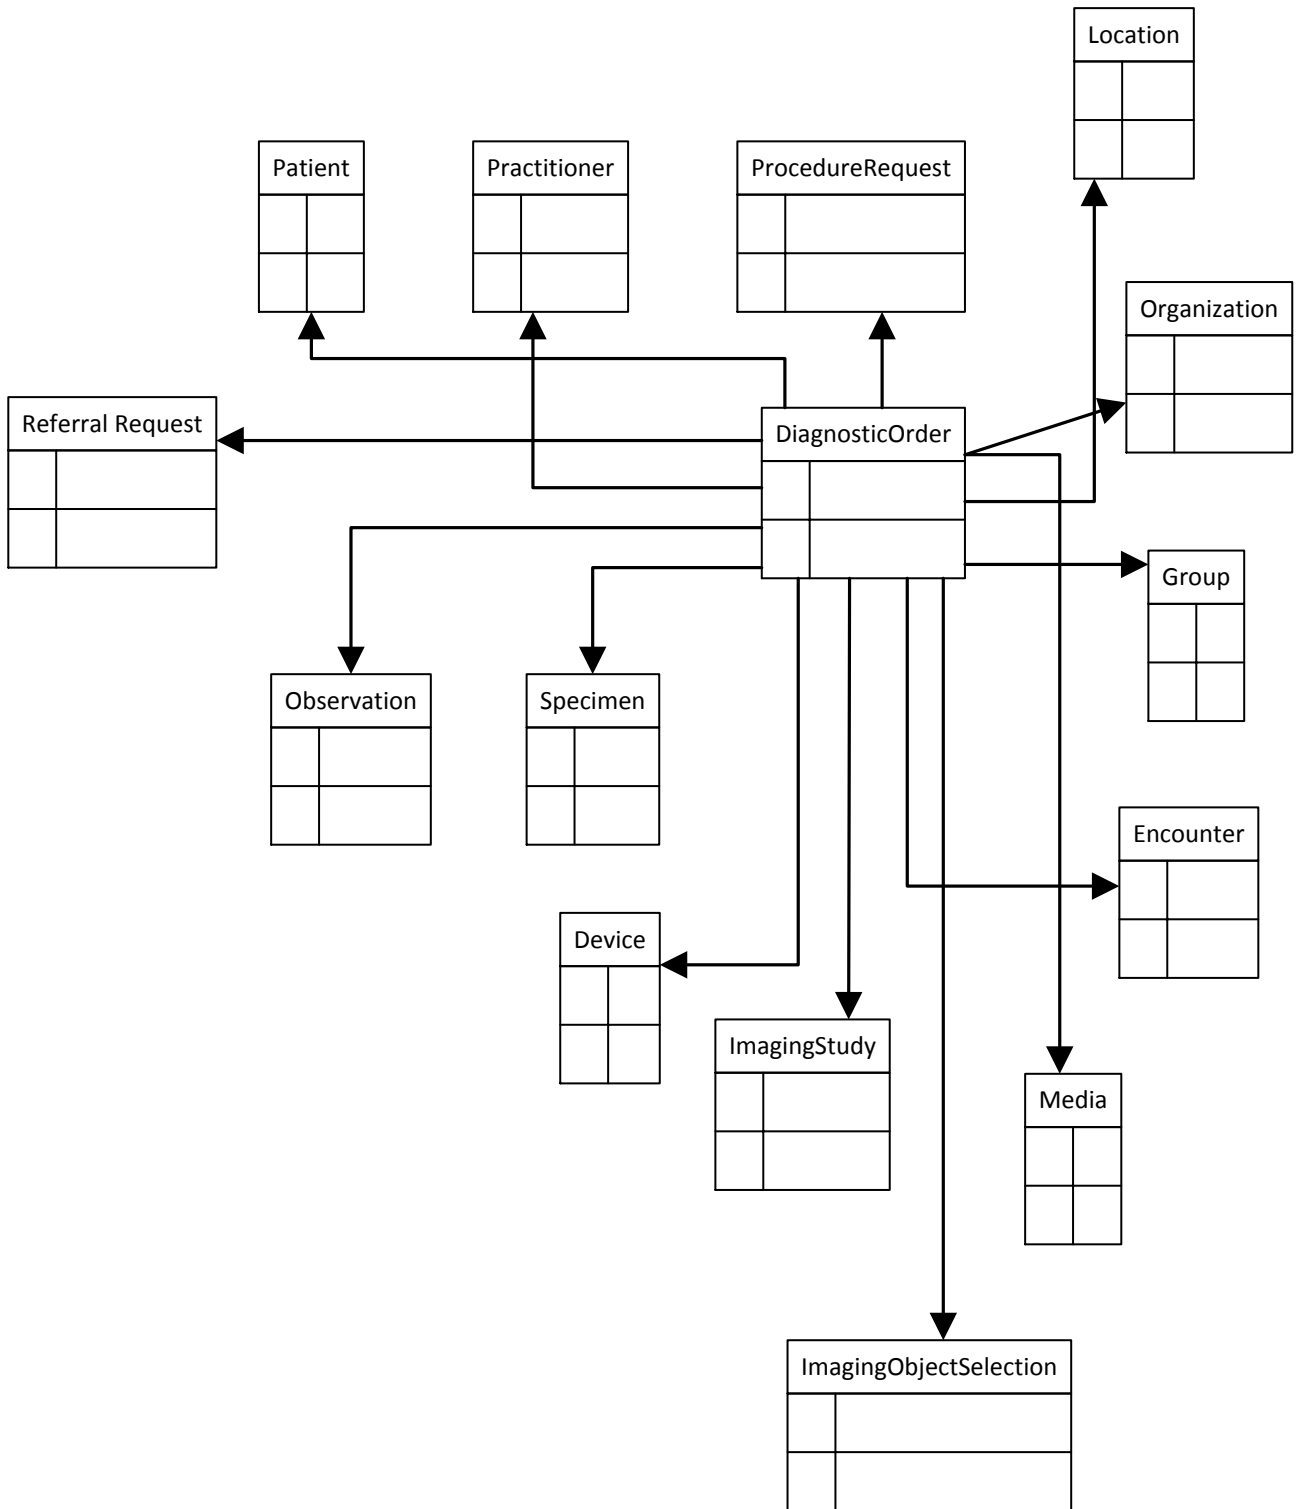 Location
Patient
Practitioner
ProcedureRequest
Organization
Referral Request
DiagnosticOrder
Group
Observation
Specimen
Encounter
Device
ImagingStudy
Media
ImagingObjectSelection